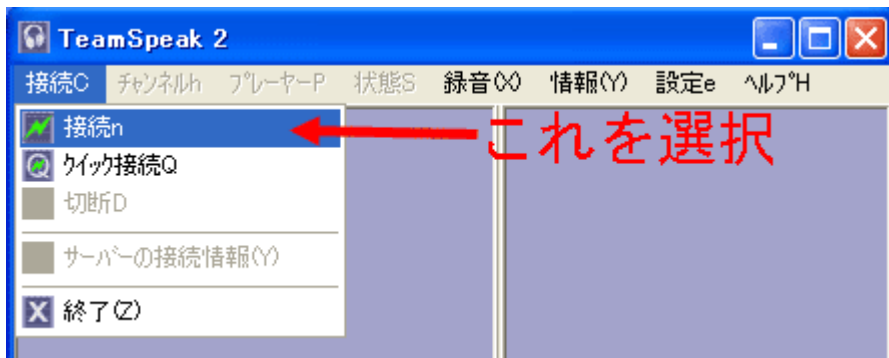 TeamSpeak 2
接続C ﾁｬﾝﾈﾙh ﾌﾟﾚｰﾔｰP 状態S 録音(X) 情報(Y) 設定e ﾍﾙﾌﾟH
接続n
これを選択
ｸｲｯｸ接続Q
切断D
ｻｰﾊﾞｰの接続情報(Y)
終了(Z)